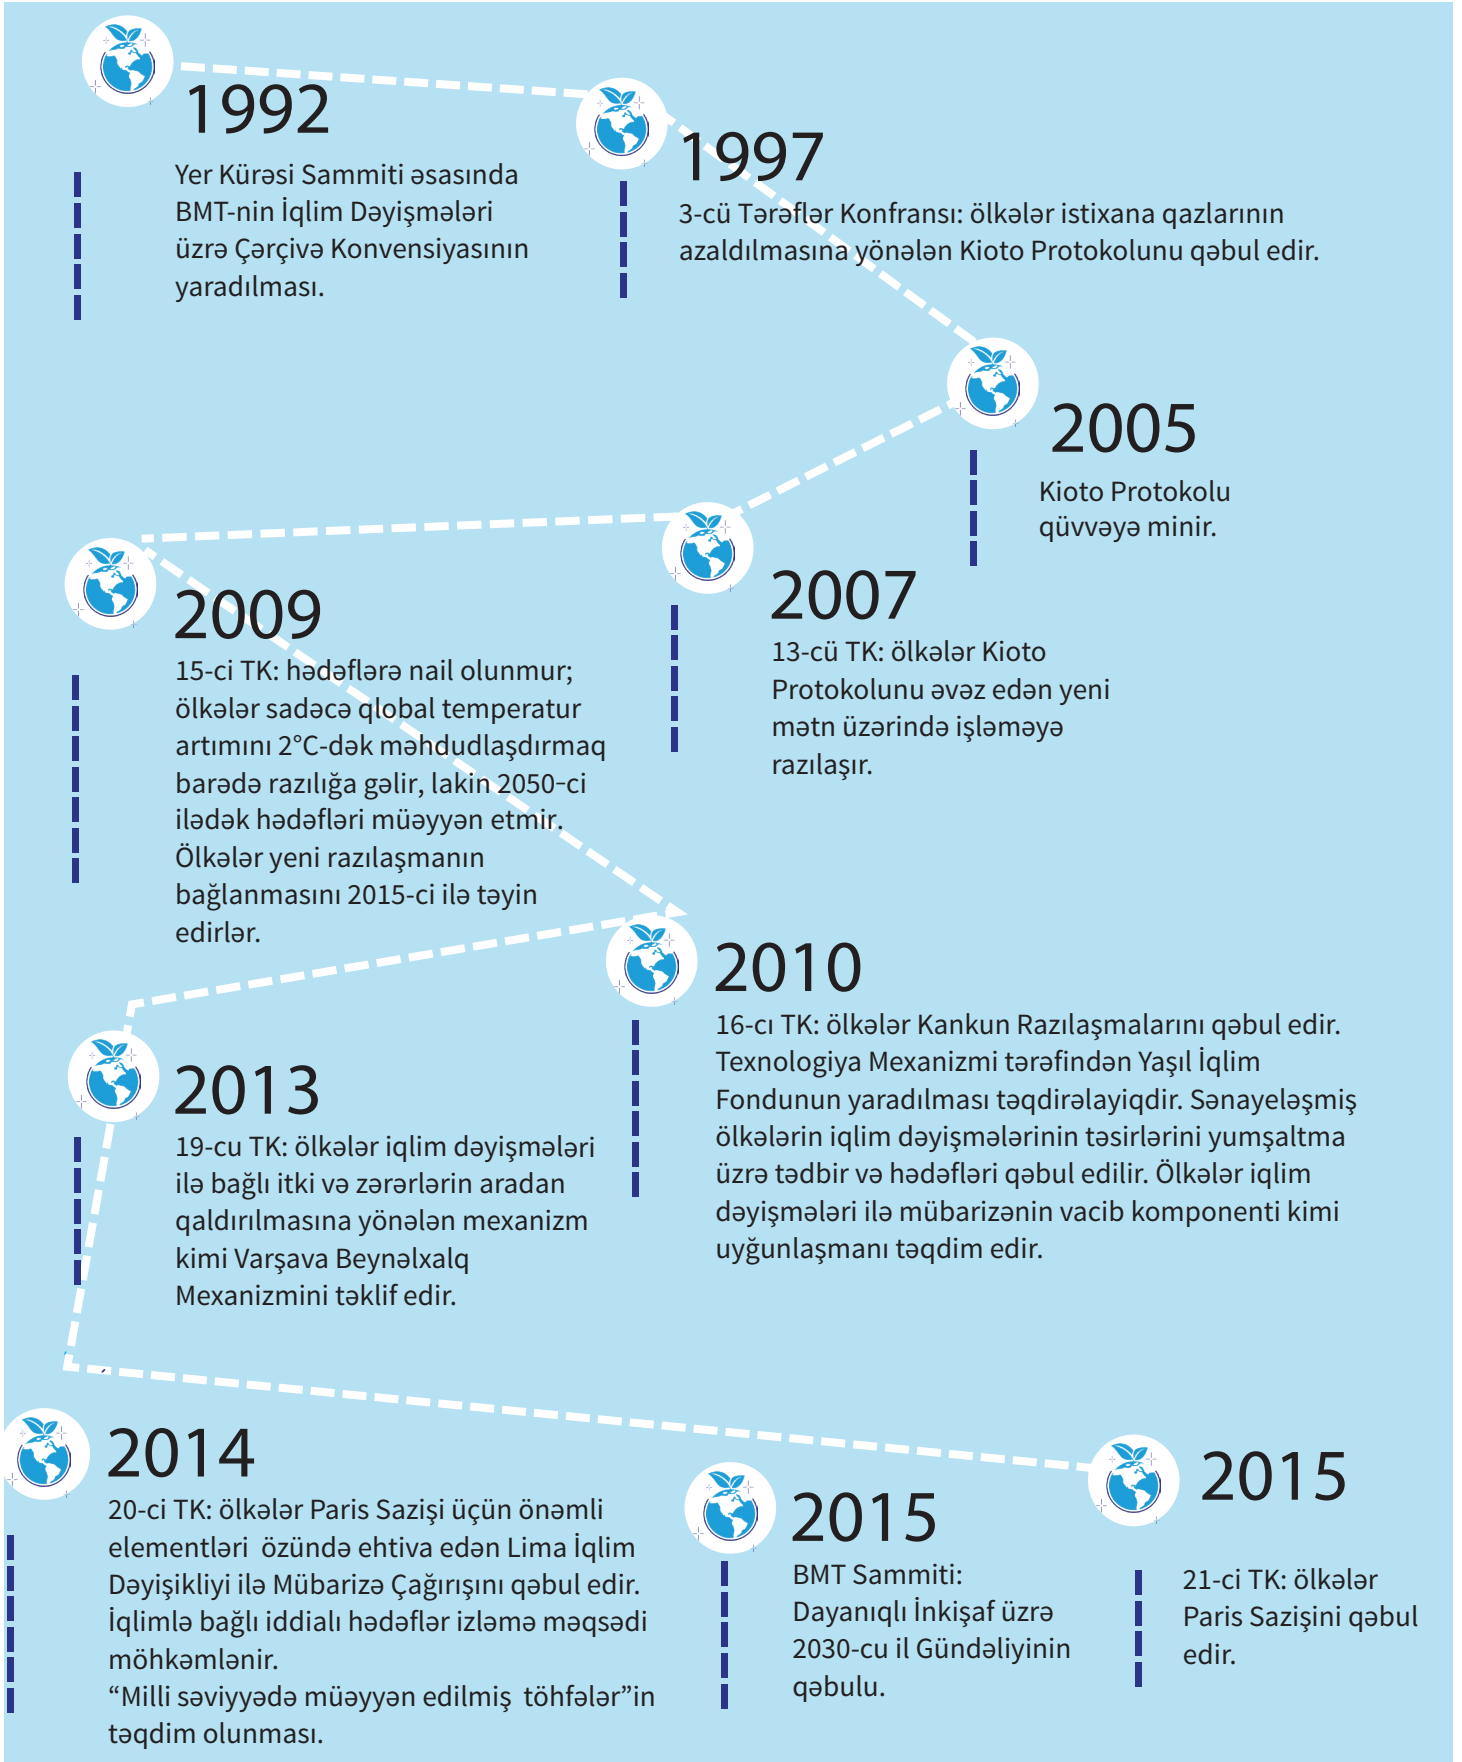 1992
Yer Kürəsi Sammiti əsasında
BMT-nin İqlim Dəyişmələri
üzrə Çərçivə Konvensiyasının
yaradılması.
1997
3-cü Tərəflər Konfransı: ölkələr istixana qazlarının
azaldılmasına yönələn Kioto Protokolunu qəbul edir.
2005
Kioto Protokolu
qüvvəyə minir.
2007
13-cü TK: ölkələr Kioto
Protokolunu əvəz edən yeni
mətn üzərində işləməyə
razılaşır.
2009
15-ci TK: hədəflərə nail olunmur;
ölkələr sadəcə qlobal temperatur
artımını 2°C-dək məhdudlaşdırmaq
barədə razılığa gəlir, lakin 2050-ci
ilədək hədəfləri müəyyən etmir.
Ölkələr yeni razılaşmanın
bağlanmasını 2015-ci ilə təyin
edirlər.
2010
16-cı TK: ölkələr Kankun Razılaşmalarını qəbul edir.
Texnologiya Mexanizmi tərəfindən Yaşıl İqlim
Fondunun yaradılması təqdirəlayiqdir. Sənayeləşmiş
ölkələrin iqlim dəyişmələrinin təsirlərini yumşaltma
üzrə tədbir və hədəfləri qəbul edilir. Ölkələr iqlim
dəyişmələri ilə mübarizənin vacib komponenti kimi
uyğunlaşmanı təqdim edir.
2013
19-cu TK: ölkələr iqlim dəyişmələri
ilə bağlı itki və zərərlərin aradan
qaldırılmasına yönələn mexanizm
kimi Varşava Beynəlxalq
Mexanizmini təklif edir.
2014
20-ci TK: ölkələr Paris Sazişi üçün önəmli
elementləri özündə ehtiva edən Lima İqlim
Dəyişikliyi ilə Mübarizə Çağırışını qəbul edir.
İqlimlə bağlı iddialı hədəflər izləmə məqsədi
möhkəmlənir.
“Milli səviyyədə müəyyən edilmiş töhfələr”in
təqdim olunması.
2015
BMT Sammiti:
Dayanıqlı İnkişaf üzrə
2030-cu il Gündəliyinin
qəbulu.
2015
21-ci TK: ölkələr
Paris Sazişini qəbul
edir.